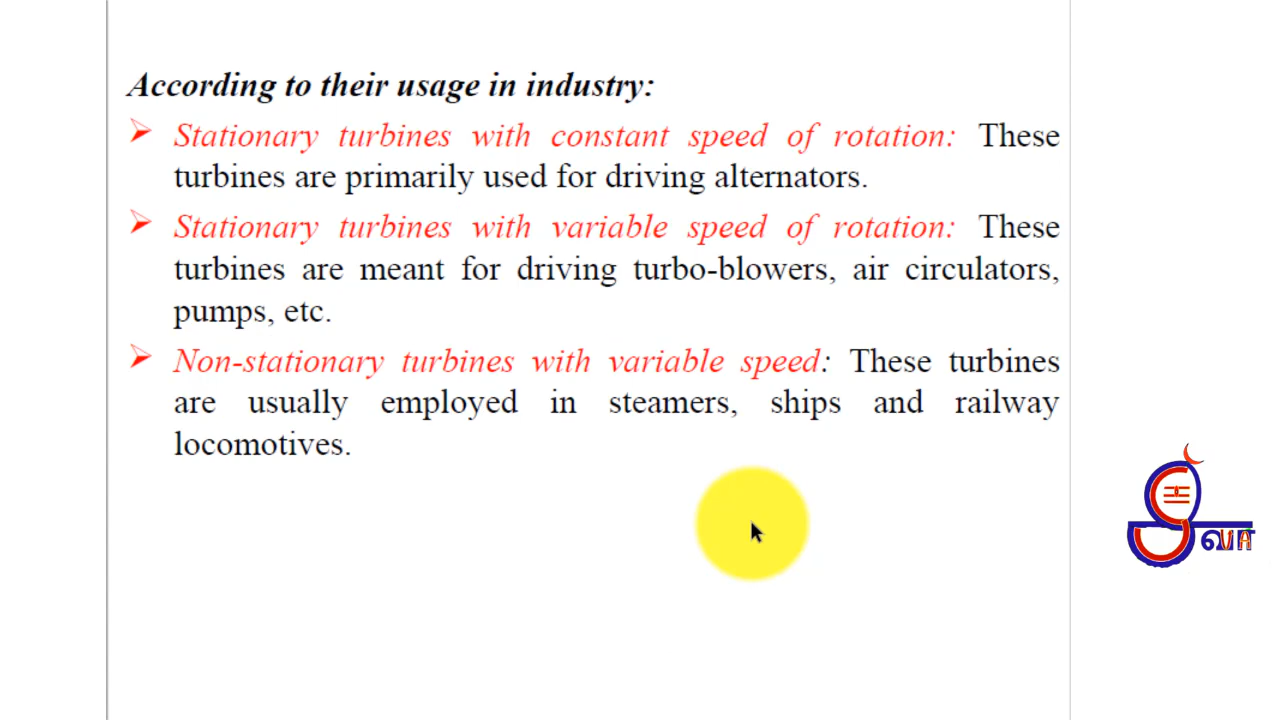 According to their usage in industry:
➢ Stationary turbines with constant speed of rotation: These
turbines are primarily used for driving alternators.
➢ Stationary turbines with variable speed of rotation: These
turbines are meant for driving turbo-blowers, air circulators,
pumps, etc.
➢ Non-stationary turbines with variable speed: These turbines
are usually employed in steamers, ships and railway
locomotives.